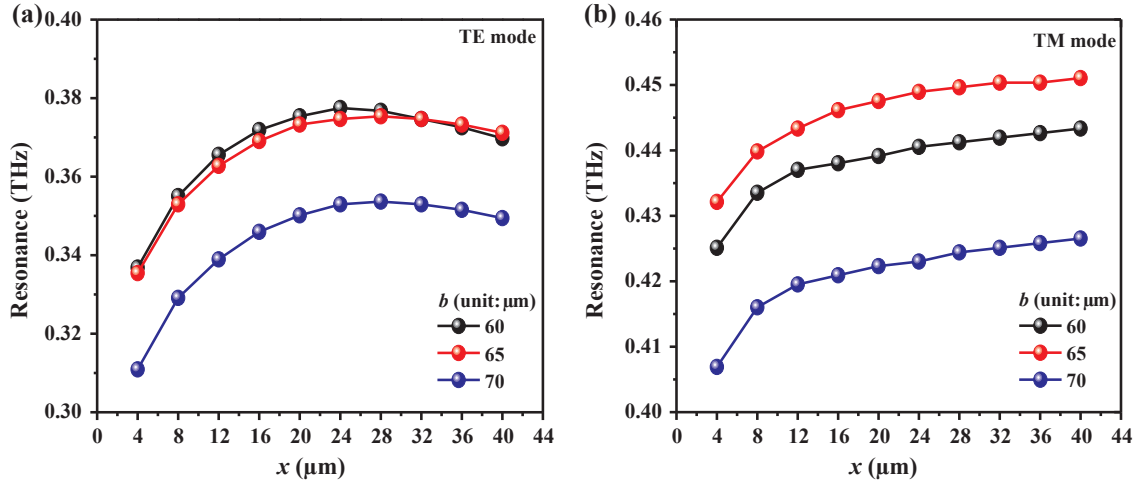 (a)
0.40
0.38
0.36
0.34
0.31
0.30
Resonance (THz)
TE mode
b (unit: μm)
60
65
70
0 4 8 12 16 20 24 28 32 36 40 44
x (μm)
(b)
0.46
0.45
0.44
0.43
0.42
0.41
0.40
Resonance (THz)
TM mode
b (unit: μm)
60
65
70
0 4 8 12 16 20 24 28 32 36 40 44
x (μm)